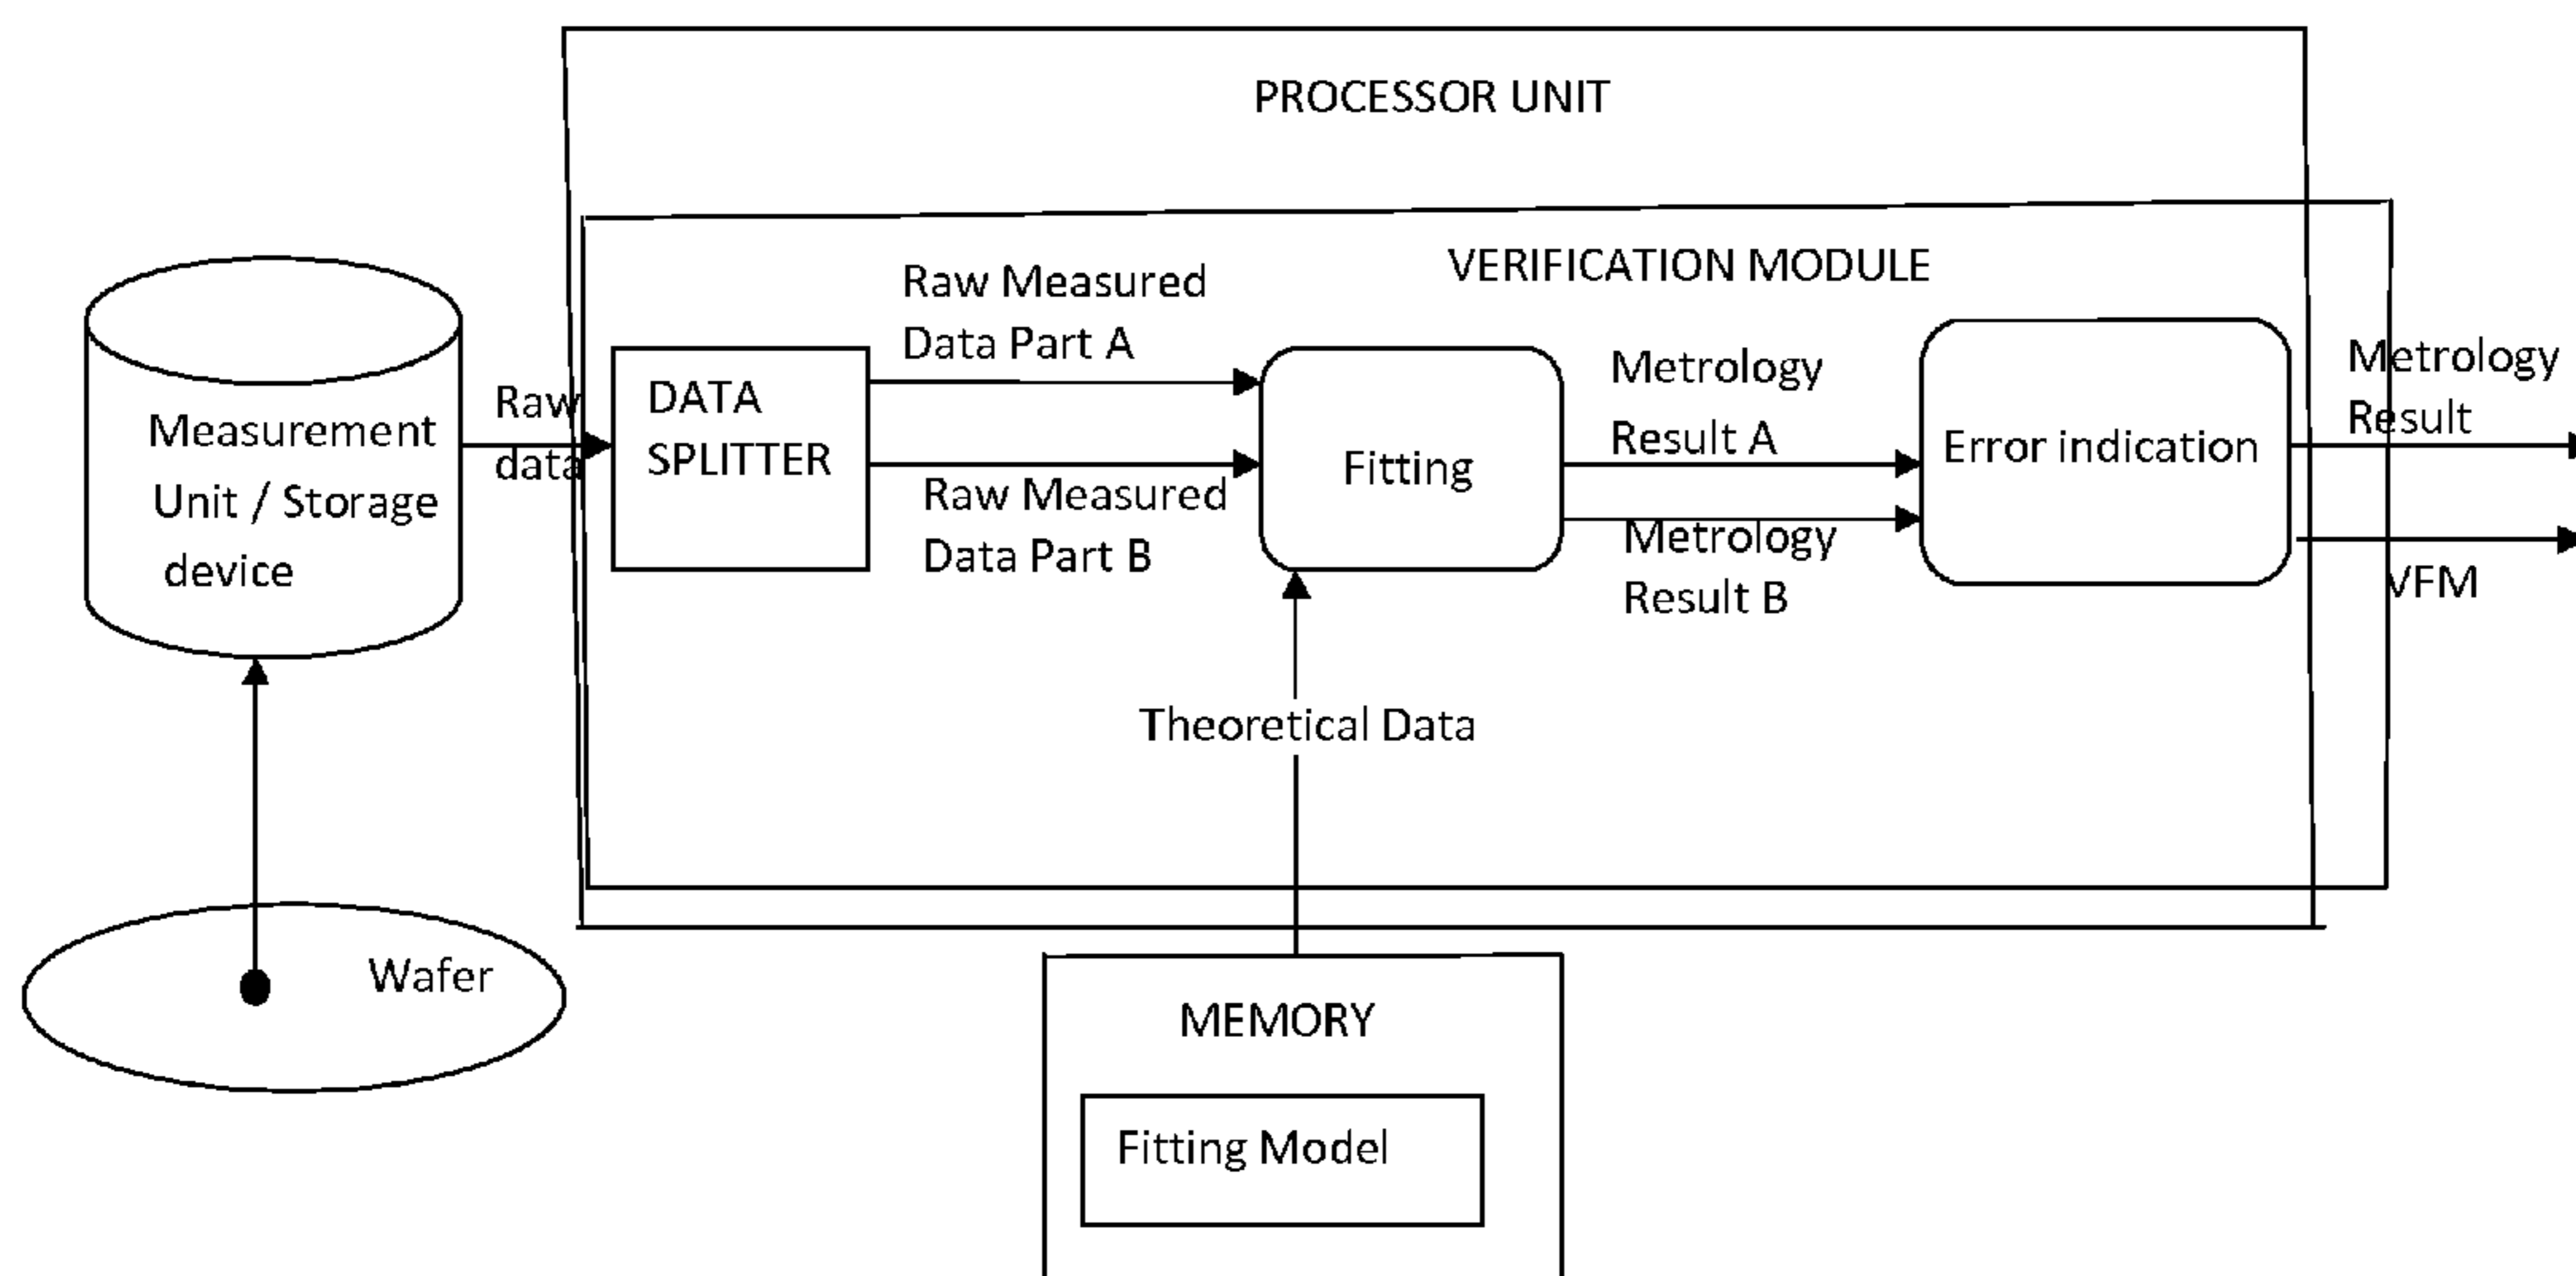 PROCESSOR UNIT
VERIFICATION MODULE
Measurement
Unit / Storage
device
Raw
data
DATA
SPLITTER
Raw Measured
Data Part A
Raw Measured
Data Part B
Fitting
Metrology
Result A
Metrology
Result B
Error indication
Metrology
Result
VFM
Theoretical Data
Wafer
MEMORY
Fitting Model